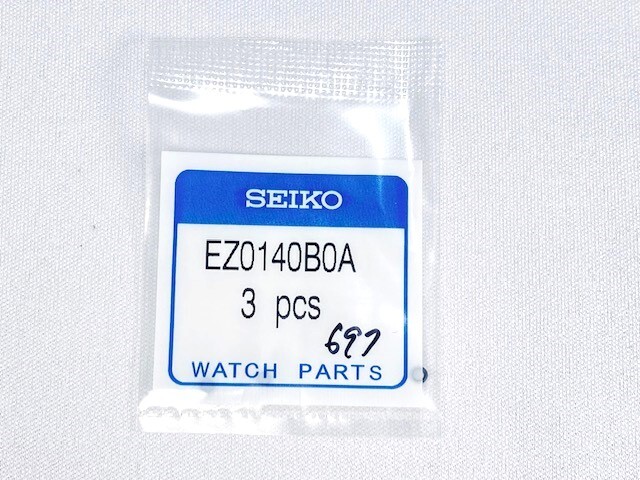 SEIKO
EZ0140B0A
3 pcs
697
WATCH PARTS